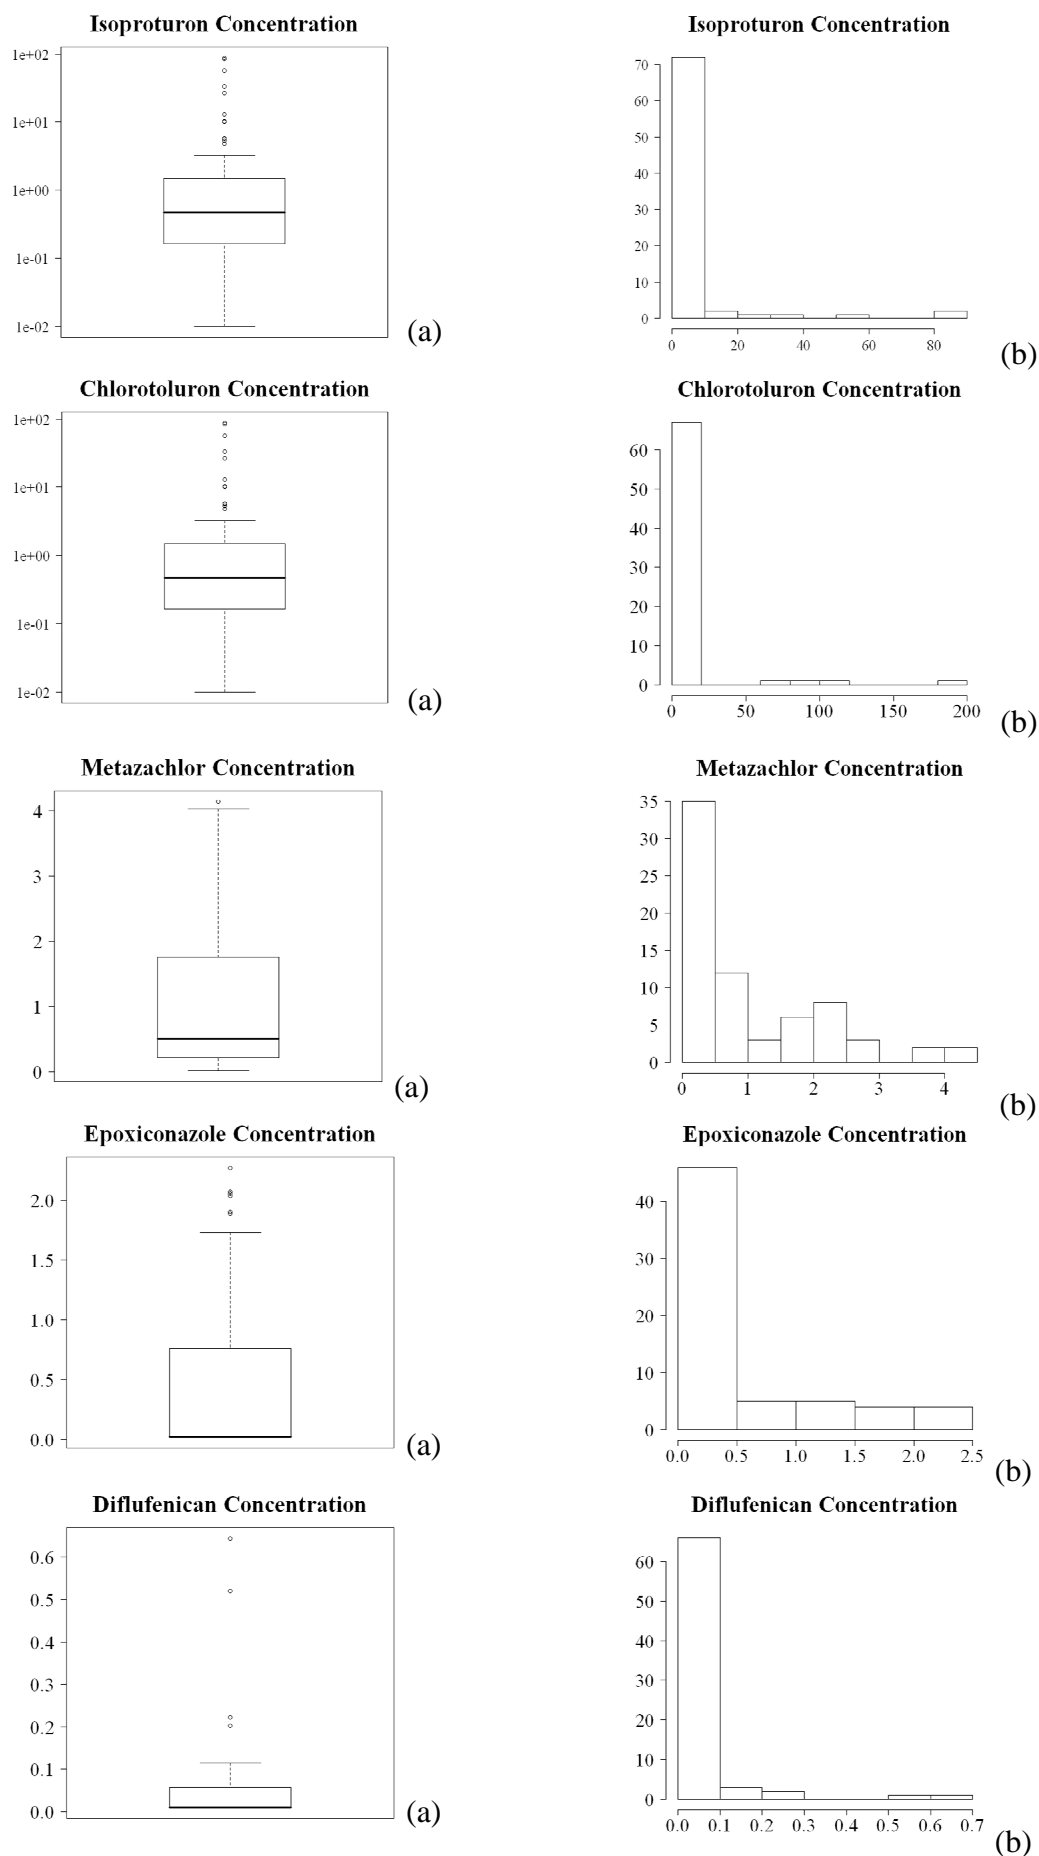 Isoproturon Concentration
1e+02
1e+01
1e+00
1e-01
1e-02
(a)
Isoproturon Concentration
70
60
50
40
30
20
10
0
0 20 40 60 80
(b)
Chlorotoluron Concentration
1e+02
1e+01
1e+00
1e-01
1e-02
(a)
Chlorotoluron Concentration
60
50
40
30
20
10
0
0 50 100 150 200
(b)
Metazachlor Concentration
4
3
2
1
0
(a)
Metazachlor Concentration
35
30
25
20
15
10
5
0
0 1 2 3 4
(b)
Epoxiconazole Concentration
2.0
1.5
1.0
0.5
0.0
(a)
Epoxiconazole Concentration
40
30
20
10
0
0.0 0.5 1.0 1.5 2.0 2.5
(b)
Diflufenican Concentration
0.6
0.5
0.4
0.3
0.2
0.1
0.0
(a)
Diflufenican Concentration
60
50
40
30
20
10
0
0.0 0.1 0.2 0.3 0.4 0.5 0.6 0.7
(b)